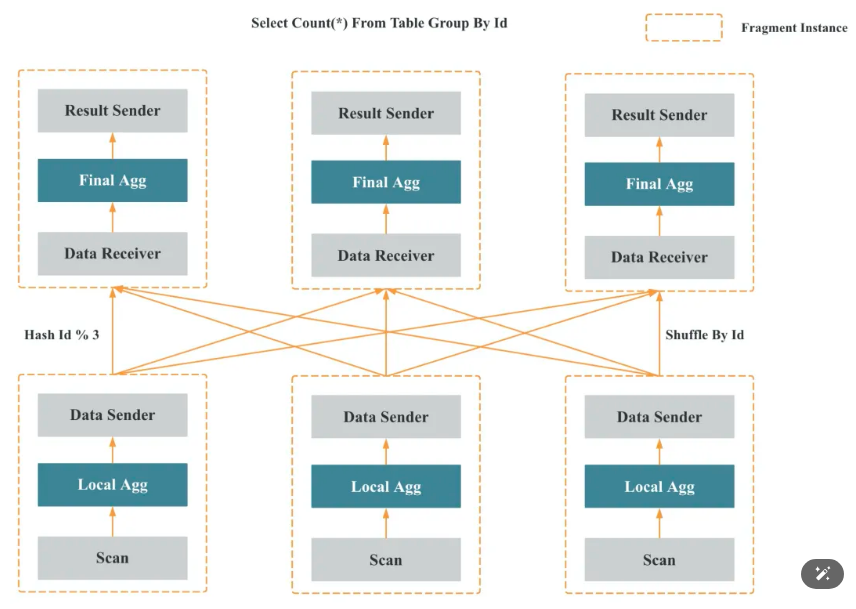 Select Count(*) From Table Group By Id
Fragment Instance
Result Sender
Result Sender
Result Sender
Final Agg
Final Agg
Final Agg
Data Receiver
Data Receiver
Data Receiver
Hash Id % 3
Shuffle By Id
Data Sender
Data Sender
Data Sender
Local Agg
Local Agg
Local Agg
Scan
Scan
Scan